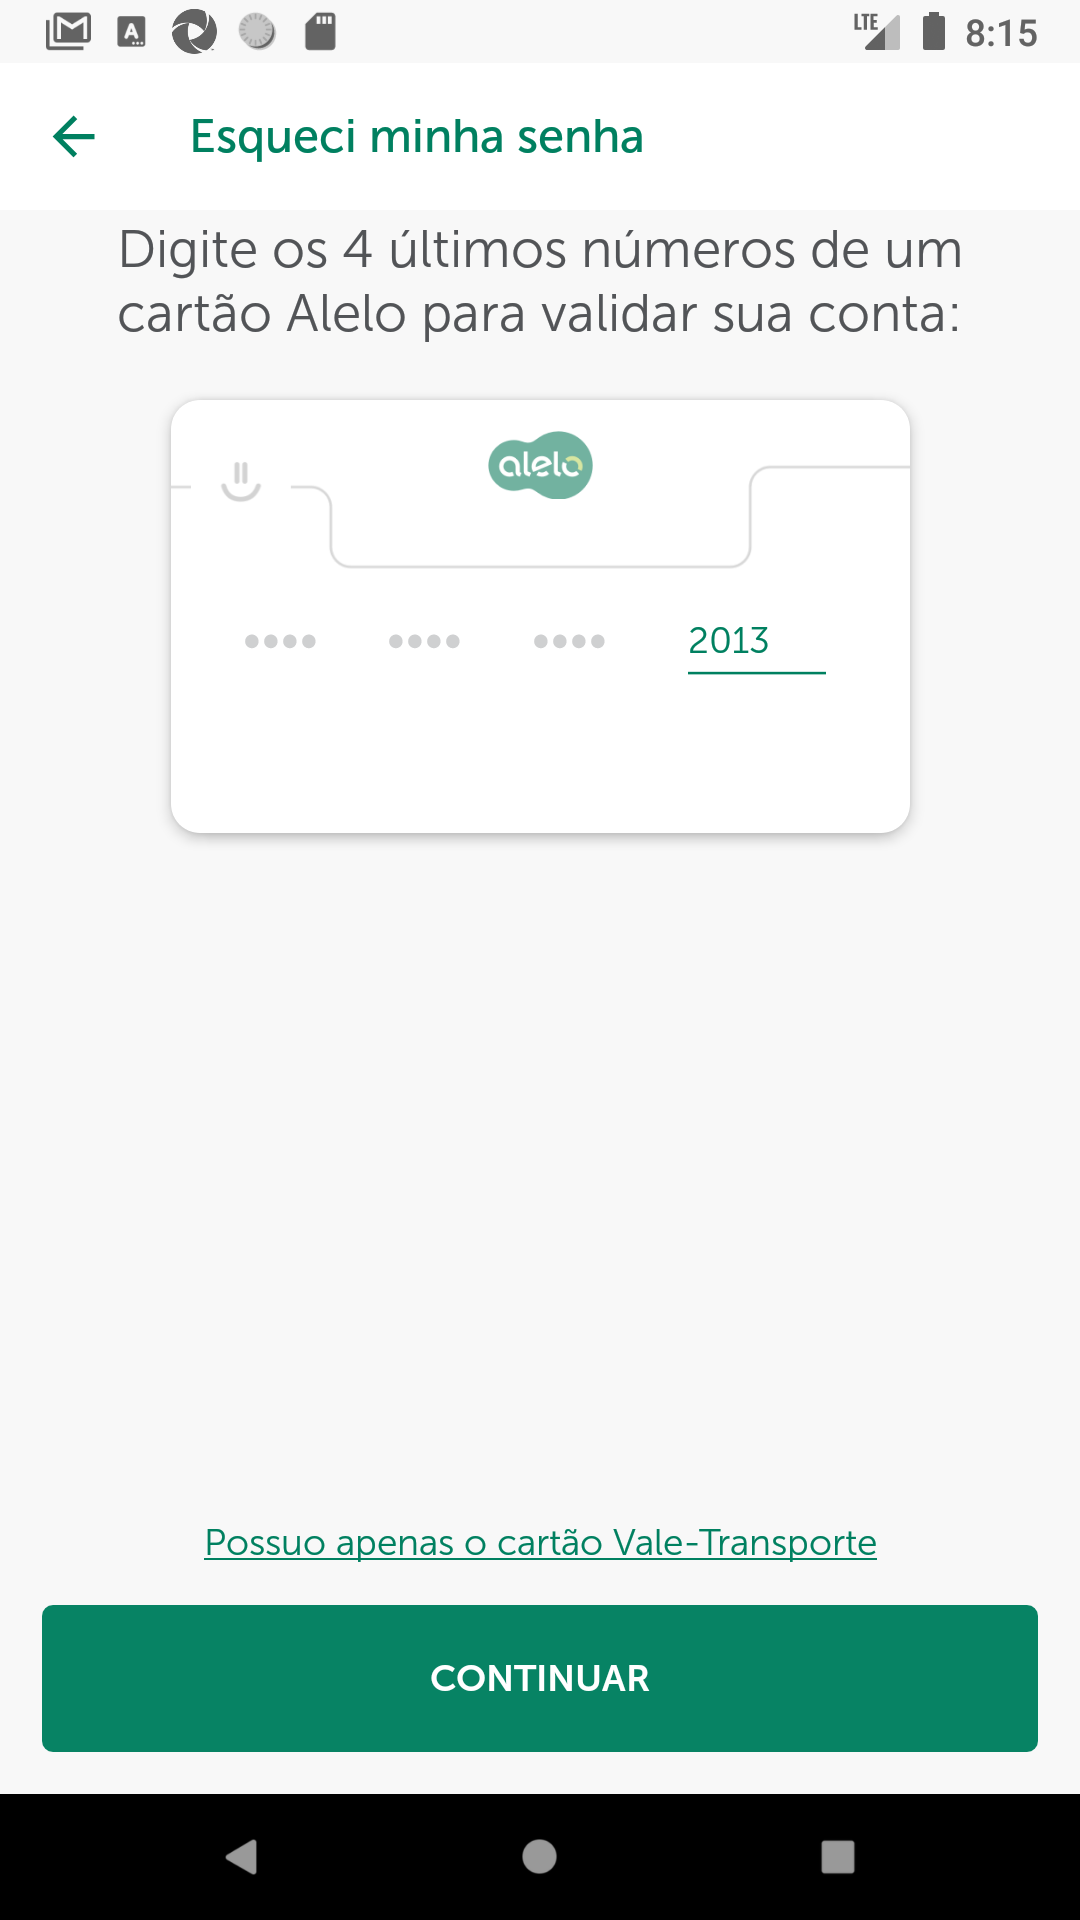 LTE 8:15
Esqueci minha senha
Digite os 4 últimos números de um
cartão Alelo para validar sua conta:
alelo
2013
Possuo apenas o cartão Vale-Transporte
CONTINUAR